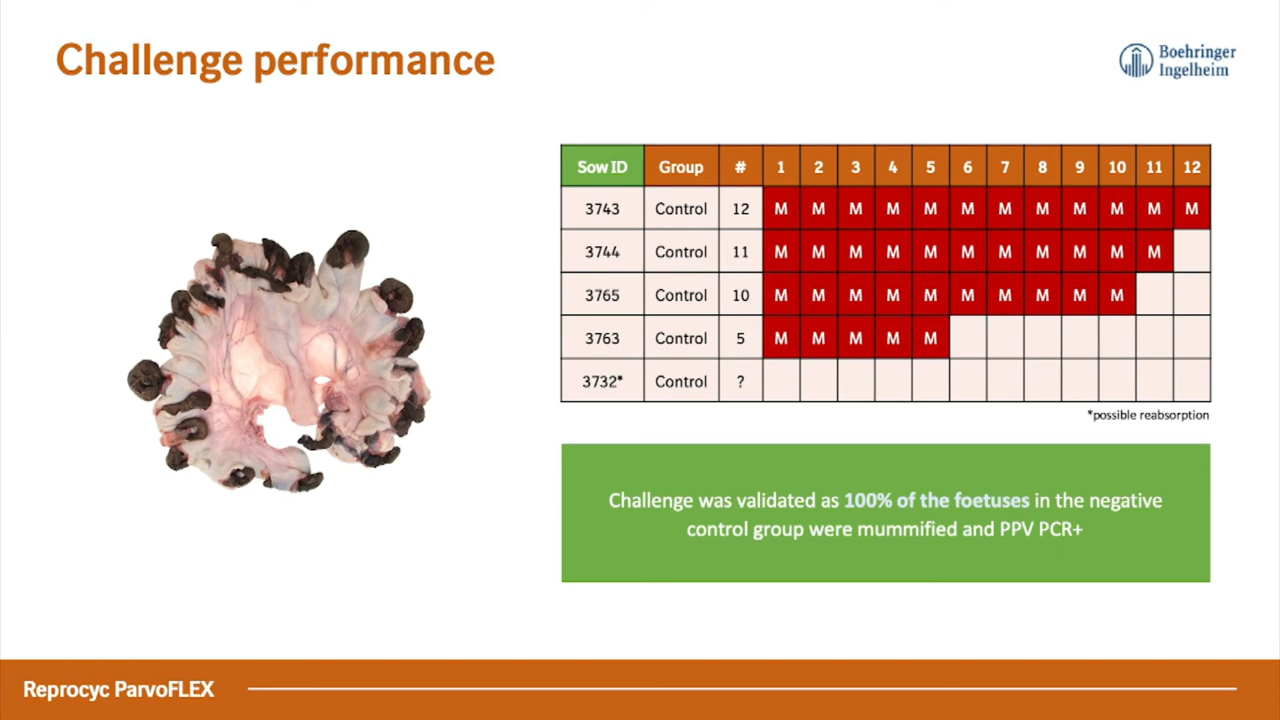 Challenge performance
Boehringer
Ingelheim
Sow ID Group # 1 2 3 4 5 6 7 8 9 10 11 12
3743 Control 12 M M M M M M M M M M M M
3744 Control 11 M M M M M M M M M M M
3765 Control 10 M M M M M M M M M M
3763 Control 5 M M M M M
3732* Control ?
*possible reabsorption
Challenge was validated as 100% of the foetuses in the negative
control group were mummified and PPV PCR+
Reprocyc ParvoFLEX